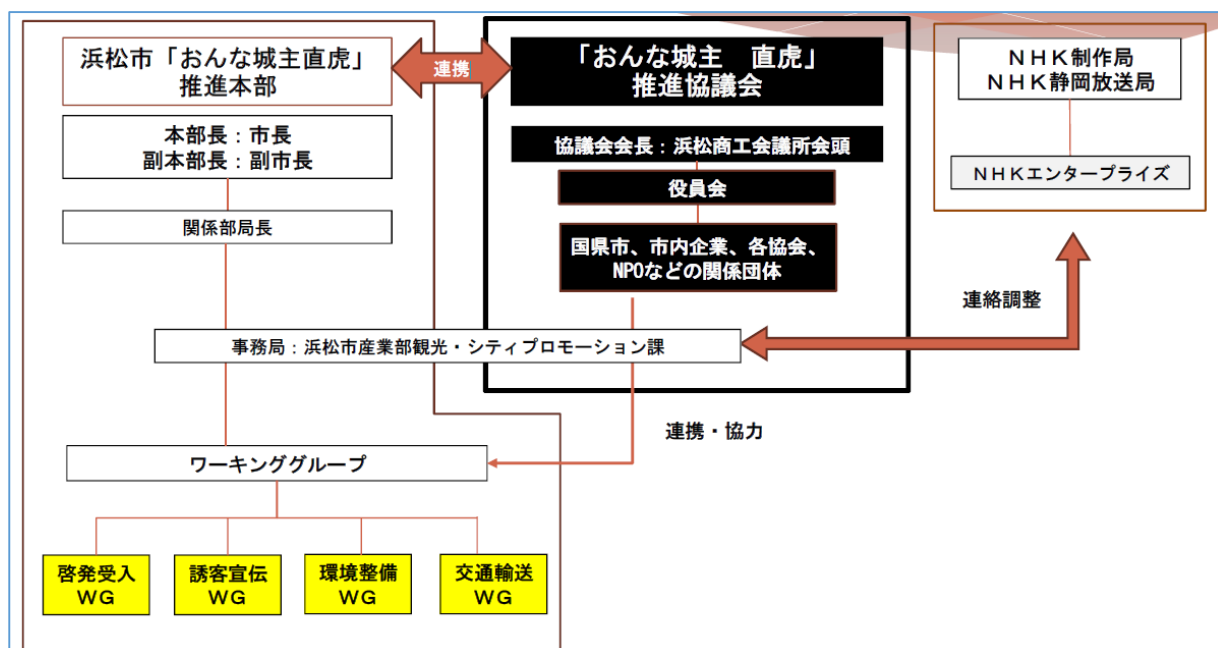 浜松市「おんな城主直虎」
推進本部
連携
「おんな城主　直虎」
推進協議会
ＮＨＫ制作局
ＮＨＫ静岡放送局
本部長：市長
副本部長：副市長
協議会会長：浜松商工会議所会頭
ＮＨＫエンタープライズ
役員会
関係部局長
国県市、市内企業、各協会、
NPOなどの関係団体
連絡調整
事務局：浜松市産業部観光・シティプロモーション課
連携・協力
ワーキンググループ
啓発受入
ＷＧ
誘客宣伝
ＷＧ
環境整備
ＷＧ
交通輸送
ＷＧ